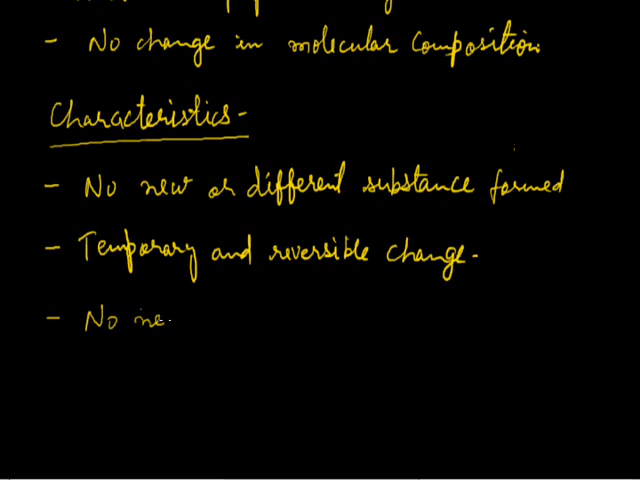 - No change in molecular composition
Characteristics -
- No new or different substance formed
- Temporary and reversible change -
- No ne